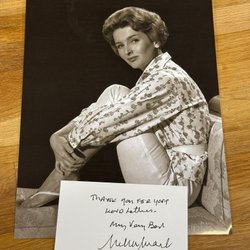 THANK YOU FOR YOUR
KIND LETTER.
My Very Best